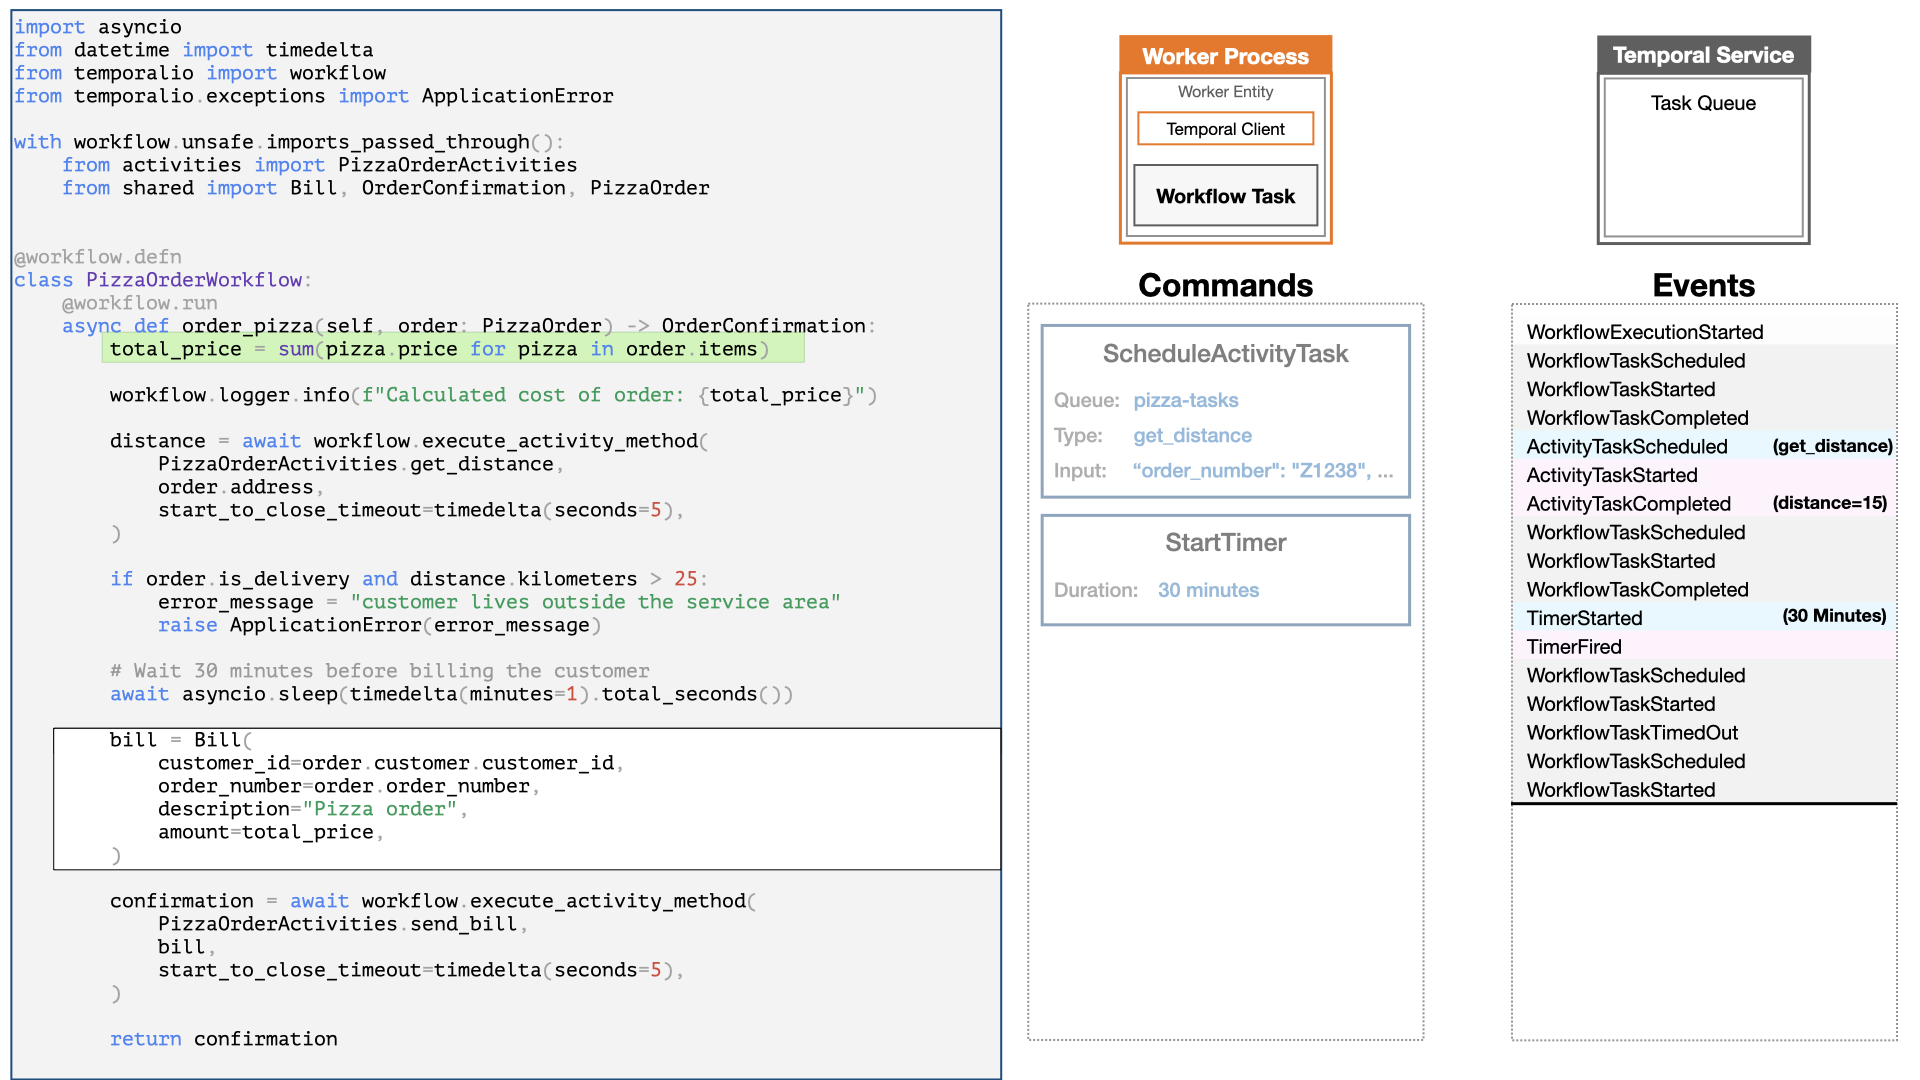 import asyncio
from datetime import timedelta
from temporalio import workflow
from temporalio.exceptions import ApplicationError

with workflow.unsafe.imports_passed_through():
    from activities import PizzaOrderActivities
    from shared import Bill, OrderConfirmation, PizzaOrder

@workflow.defn
class PizzaOrderWorkflow:
    @workflow.run
    async def order_pizza(self, order: PizzaOrder) -> OrderConfirmation:
        total_price = sum(pizza.price for pizza in order.items)

        workflow.logger.info(f"Calculated cost of order: {total_price}")

        distance = await workflow.execute_activity_method(
            PizzaOrderActivities.get_distance,
            order.address,
            start_to_close_timeout=timedelta(seconds=5),
        )

        if order.is_delivery and distance.kilometers > 25:
            error_message = "customer lives outside the service area"
            raise ApplicationError(error_message)

        # Wait 30 minutes before billing the customer
        await asyncio.sleep(timedelta(minutes=1).total_seconds())

        bill = Bill(
            customer_id=order.customer.customer_id,
            order_number=order.order_number,
            description="Pizza order",
            amount=total_price,
        )

        confirmation = await workflow.execute_activity_method(
            PizzaOrderActivities.send_bill,
            bill,
            start_to_close_timeout=timedelta(seconds=5),
        )

        return confirmation
Worker Process
Worker Entity
Temporal Client
Workflow Task
Temporal Service
Task Queue
Commands
ScheduleActivityTask
Queue: pizza-tasks
Type: get_distance
Input: “order_number": "Z1238", ...
StartTimer
Duration: 30 minutes
Events
WorkflowExecutionStarted
WorkflowTaskScheduled
WorkflowTaskStarted
WorkflowTaskCompleted
ActivityTaskScheduled (get_distance)
ActivityTaskStarted
ActivityTaskCompleted (distance=15)
WorkflowTaskScheduled
WorkflowTaskStarted
WorkflowTaskCompleted
TimerStarted (30 Minutes)
TimerFired
WorkflowTaskScheduled
WorkflowTaskStarted
WorkflowTaskTimedOut
WorkflowTaskScheduled
WorkflowTaskStarted